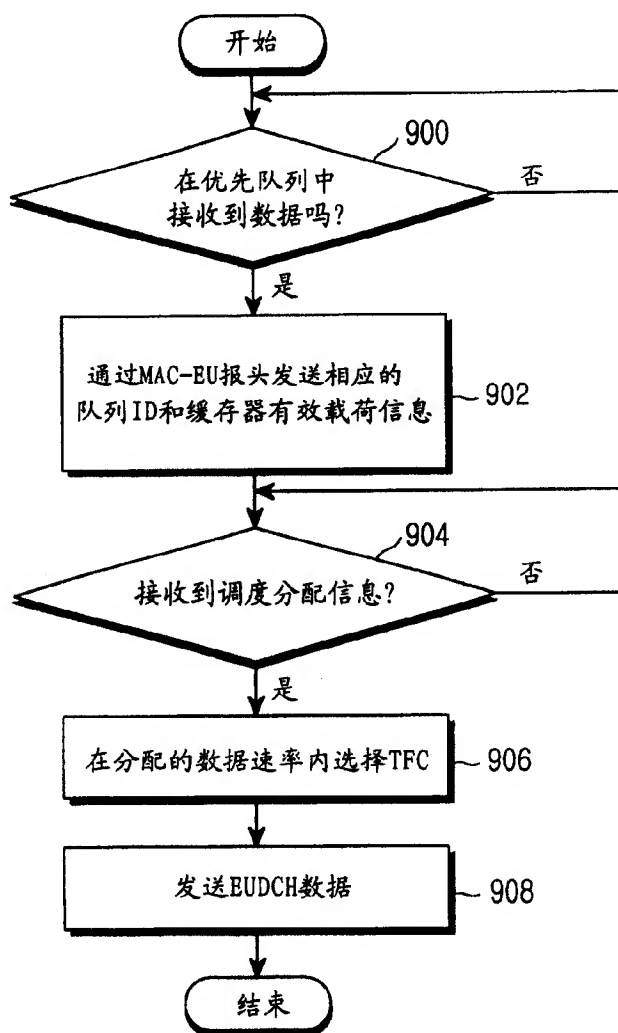 开始
900
在优先队列中
接收到数据吗?
否
是
通过MAC-EU报头发送相应的
队列ID和缓存器有效载荷信息
902
904
接收到调度分配信息?
否
是
在分配的数据速率内选择TFC
906
发送EUDCH数据
908
结束